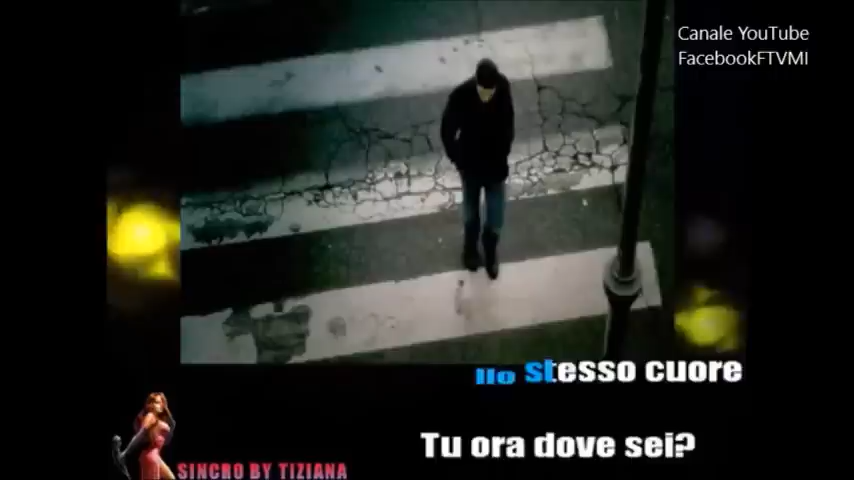 Canale YouTube
FacebookFTVMI
llo stesso cuore
Tu ora dove sei?
SINCRO BY TIZIANA